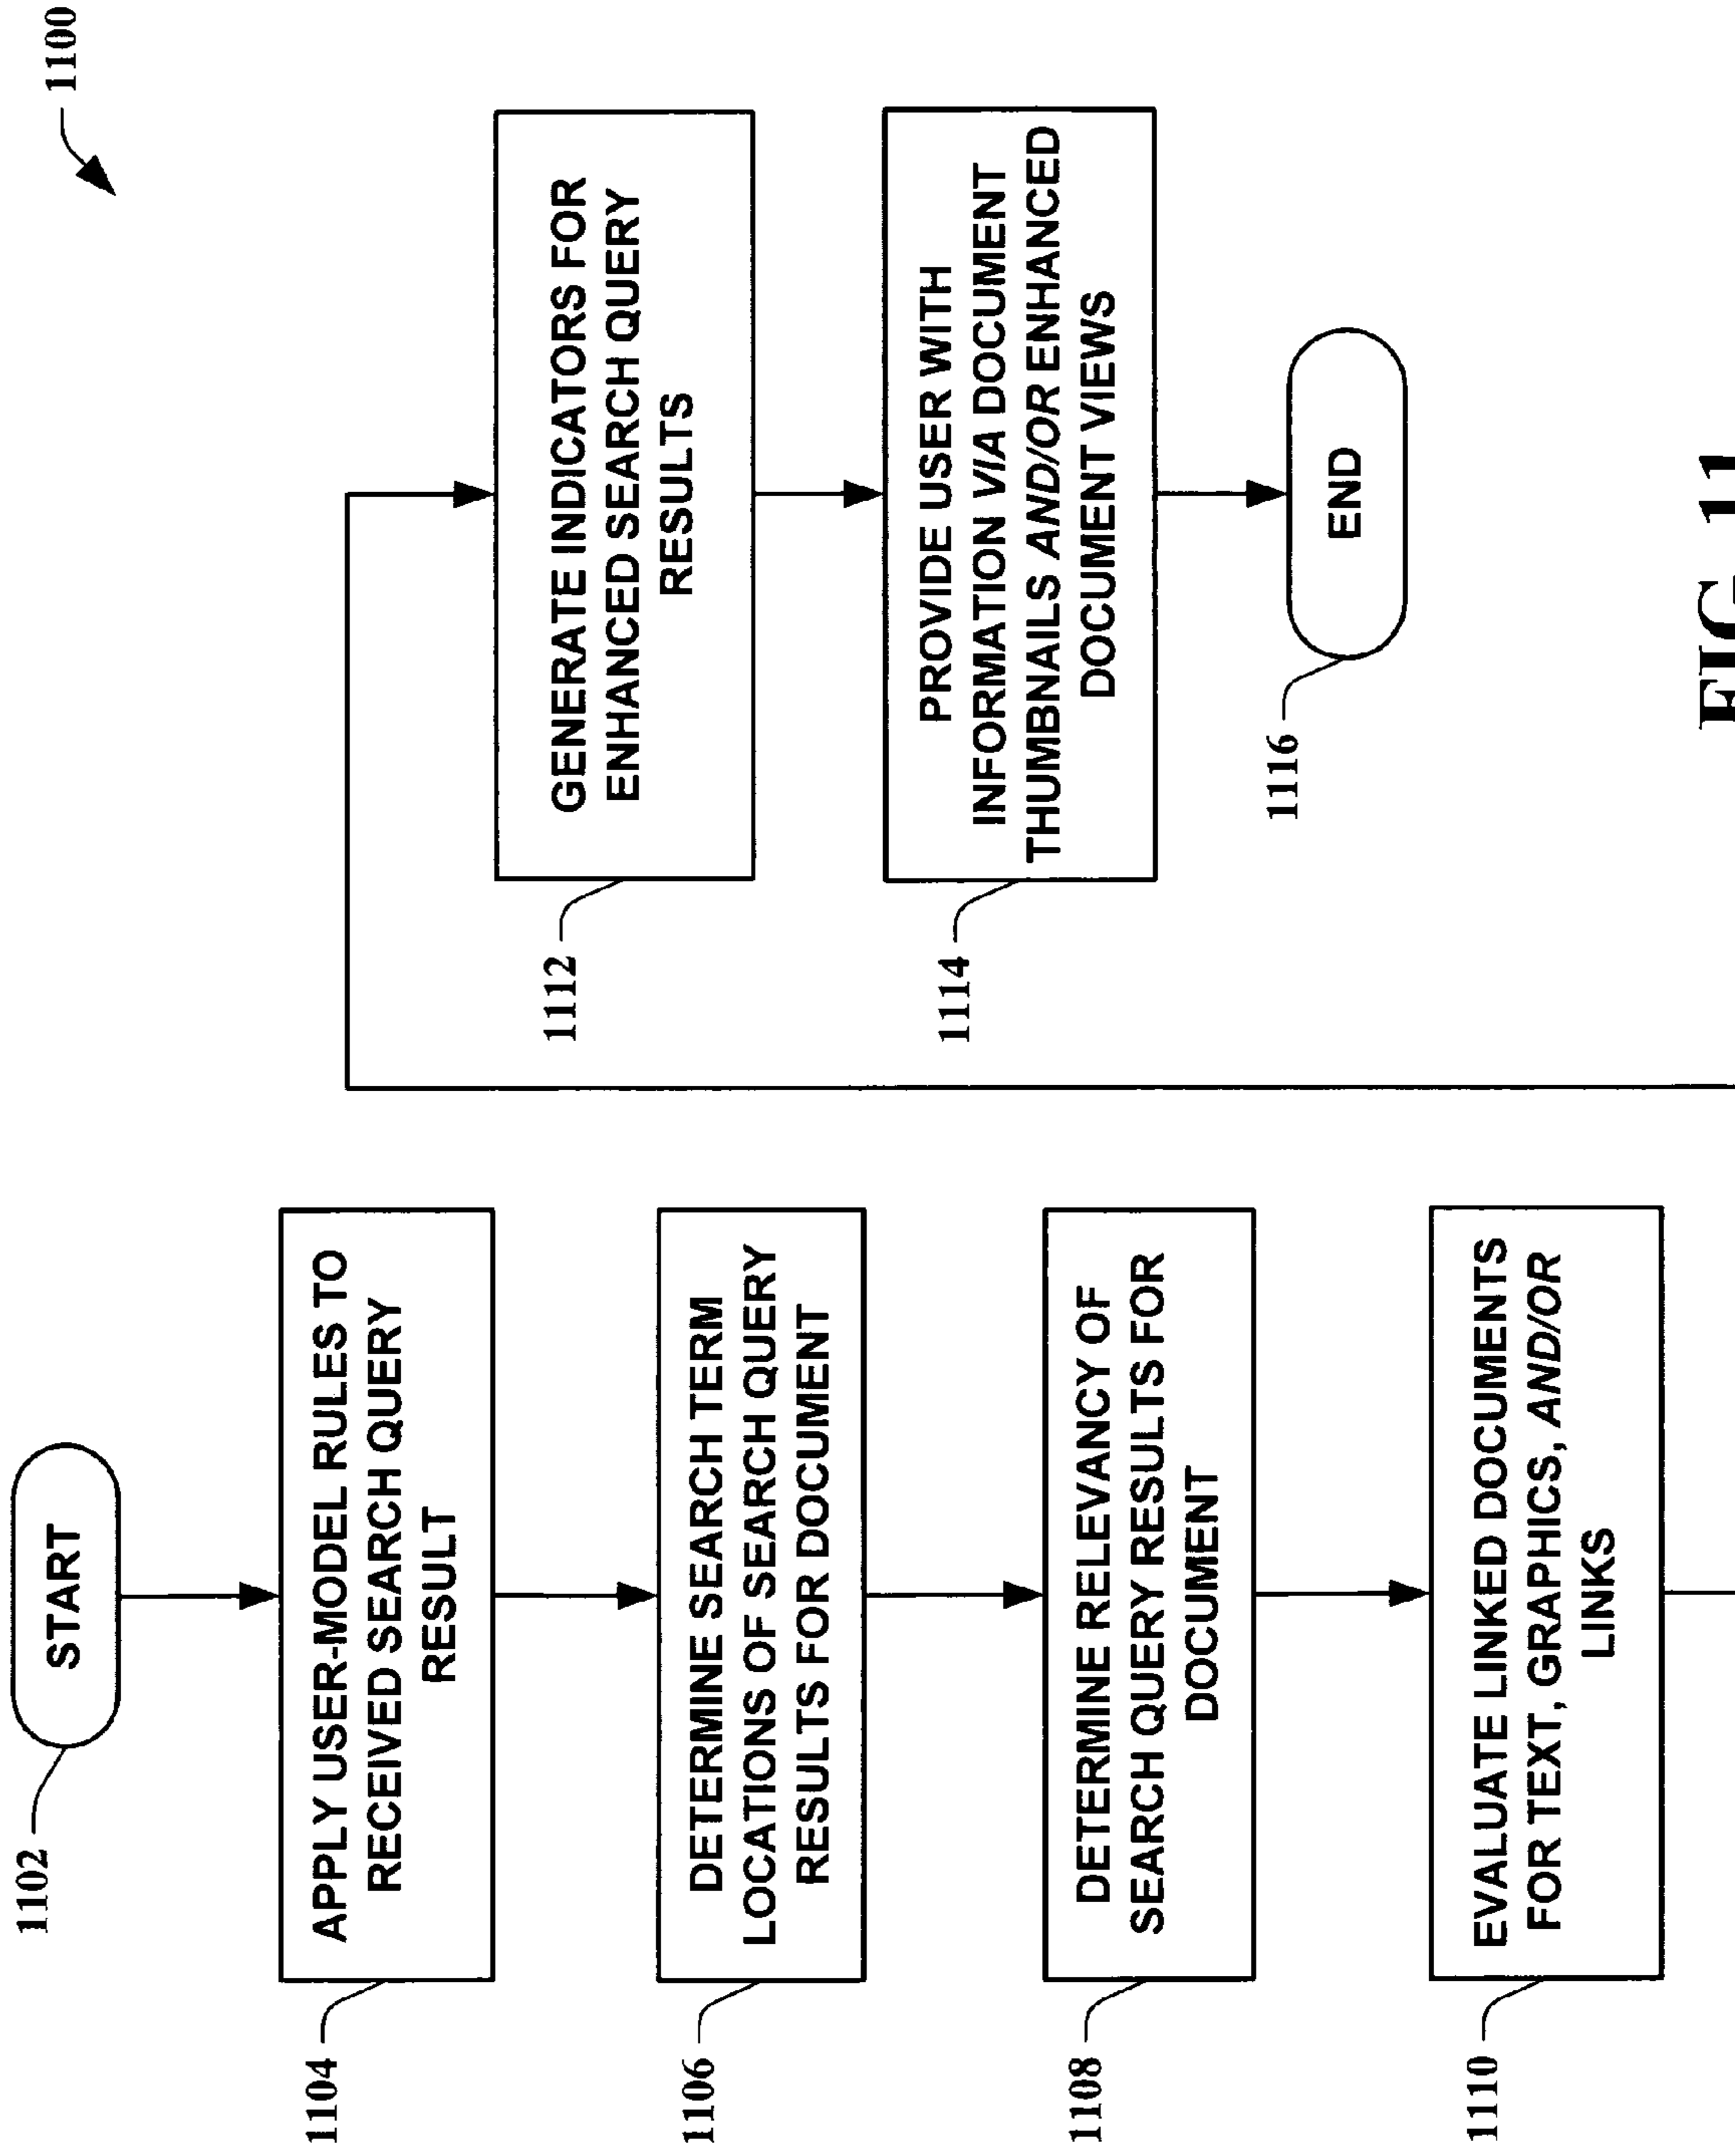 1100
1102
START
1104
APPLY USER-MODEL RULES TO
RECEIVED SEARCH QUERY
RESULT
1106
DETERMINE SEARCH TERM
LOCATIONS OF SEARCH QUERY
RESULTS FOR DOCUMENT
1108
DETERMINE RELEVANCY OF
SEARCH QUERY RESULTS FOR
DOCUMENT
1110
EVALUATE LINKED DOCUMENTS
FOR TEXT, GRAPHICS, AND/OR
LINKS
1112
GENERATE INDICATORS FOR
ENHANCED SEARCH QUERY
RESULTS
1114
PROVIDE USER WITH
INFORMATION VIA DOCUMENT
THUMBNAILS AND/OR ENHANCED
DOCUMENT VIEWS
1116
END
FIG. 11